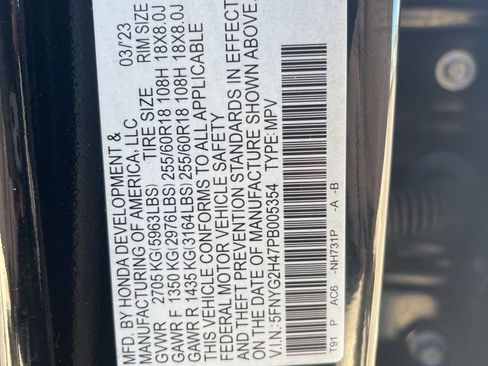 MFD. BY HONDA DEVELOPMENT & 03/'23
MANUFACTURING OF AMERICA, LLC
TIRE SIZE RIM SIZE
GVWR 2705 KG(5963LBS)
GAWR F 1350 KG(2976LBS) 255/60R18 108H 18X8.0J
GAWR R 1435 KG(3164LBS) 255/60R18 108H 18X8.0J
THIS VEHICLE CONFORMS TO ALL APPLICABLE
FEDERAL MOTOR VEHICLE SAFETY
AND THEFT PREVENTION STANDARDS IN EFFECT
ON THE DATE OF MANUFACTURE SHOWN ABOVE.
V.I.N.: 5FNYG2H47PB005354 TYPE: MPV
T91 P AC6 -NH731P -A -B